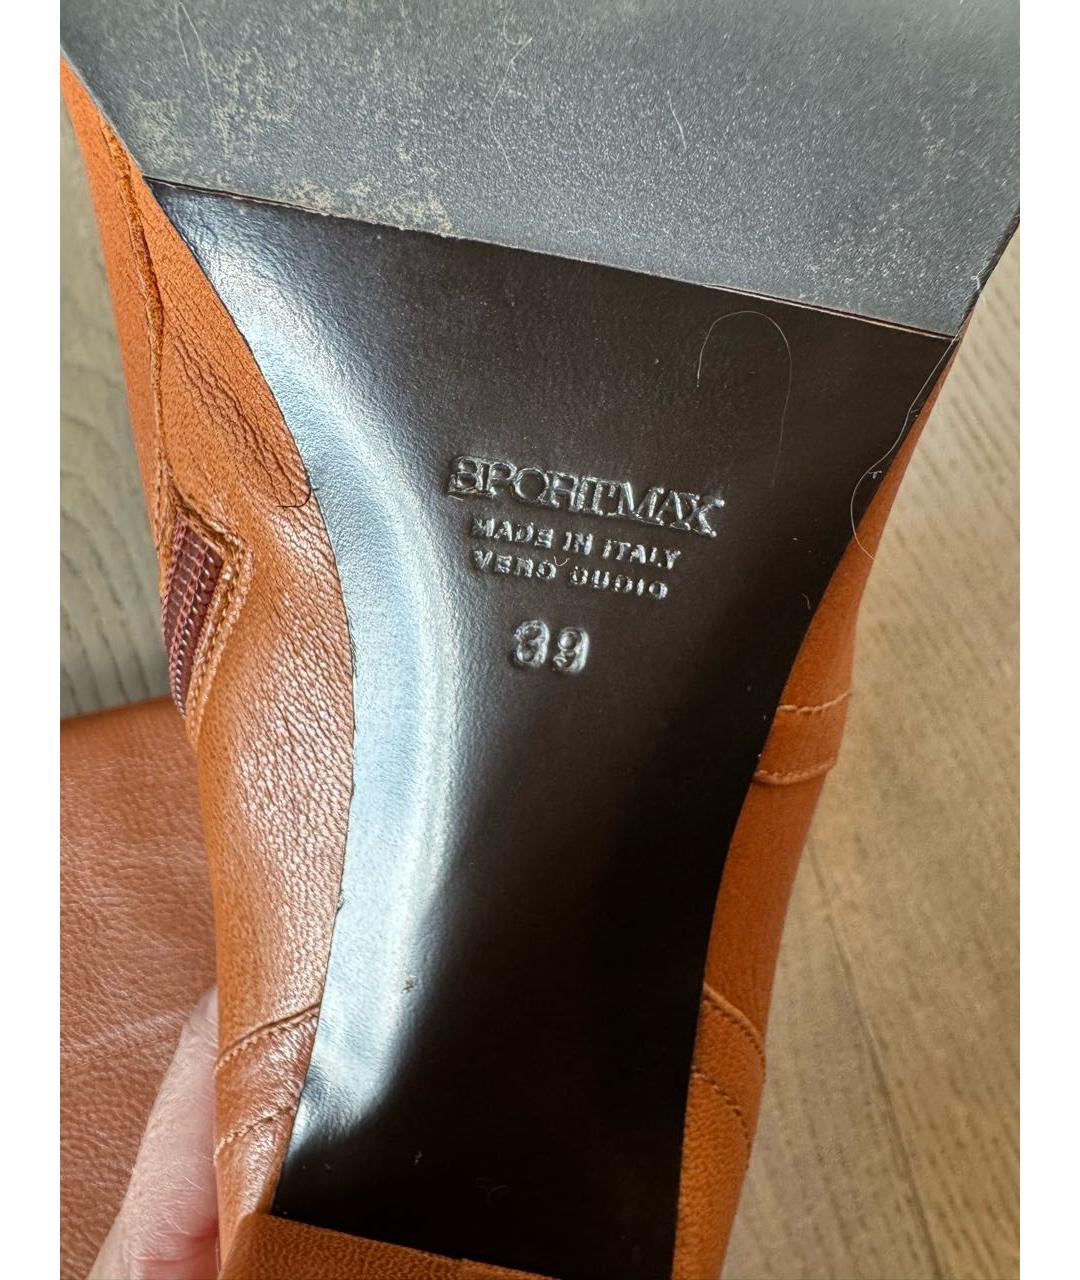 SPORTMAX
MADE IN ITALY
VERO CUOIO
39